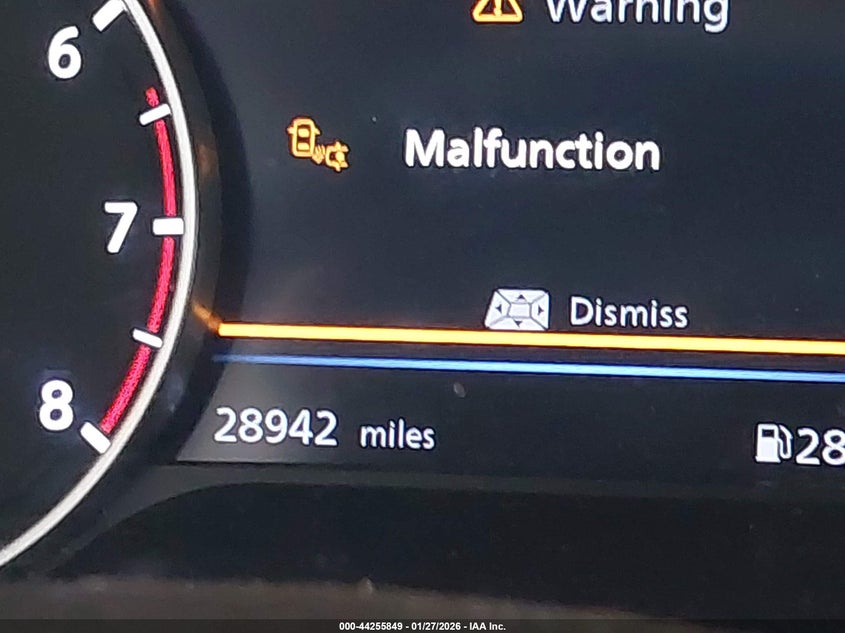 Warning
6
Malfunction
7
Dismiss
8
28942 miles
28
000-44255849 - 01/27/2026 - IAA Inc.